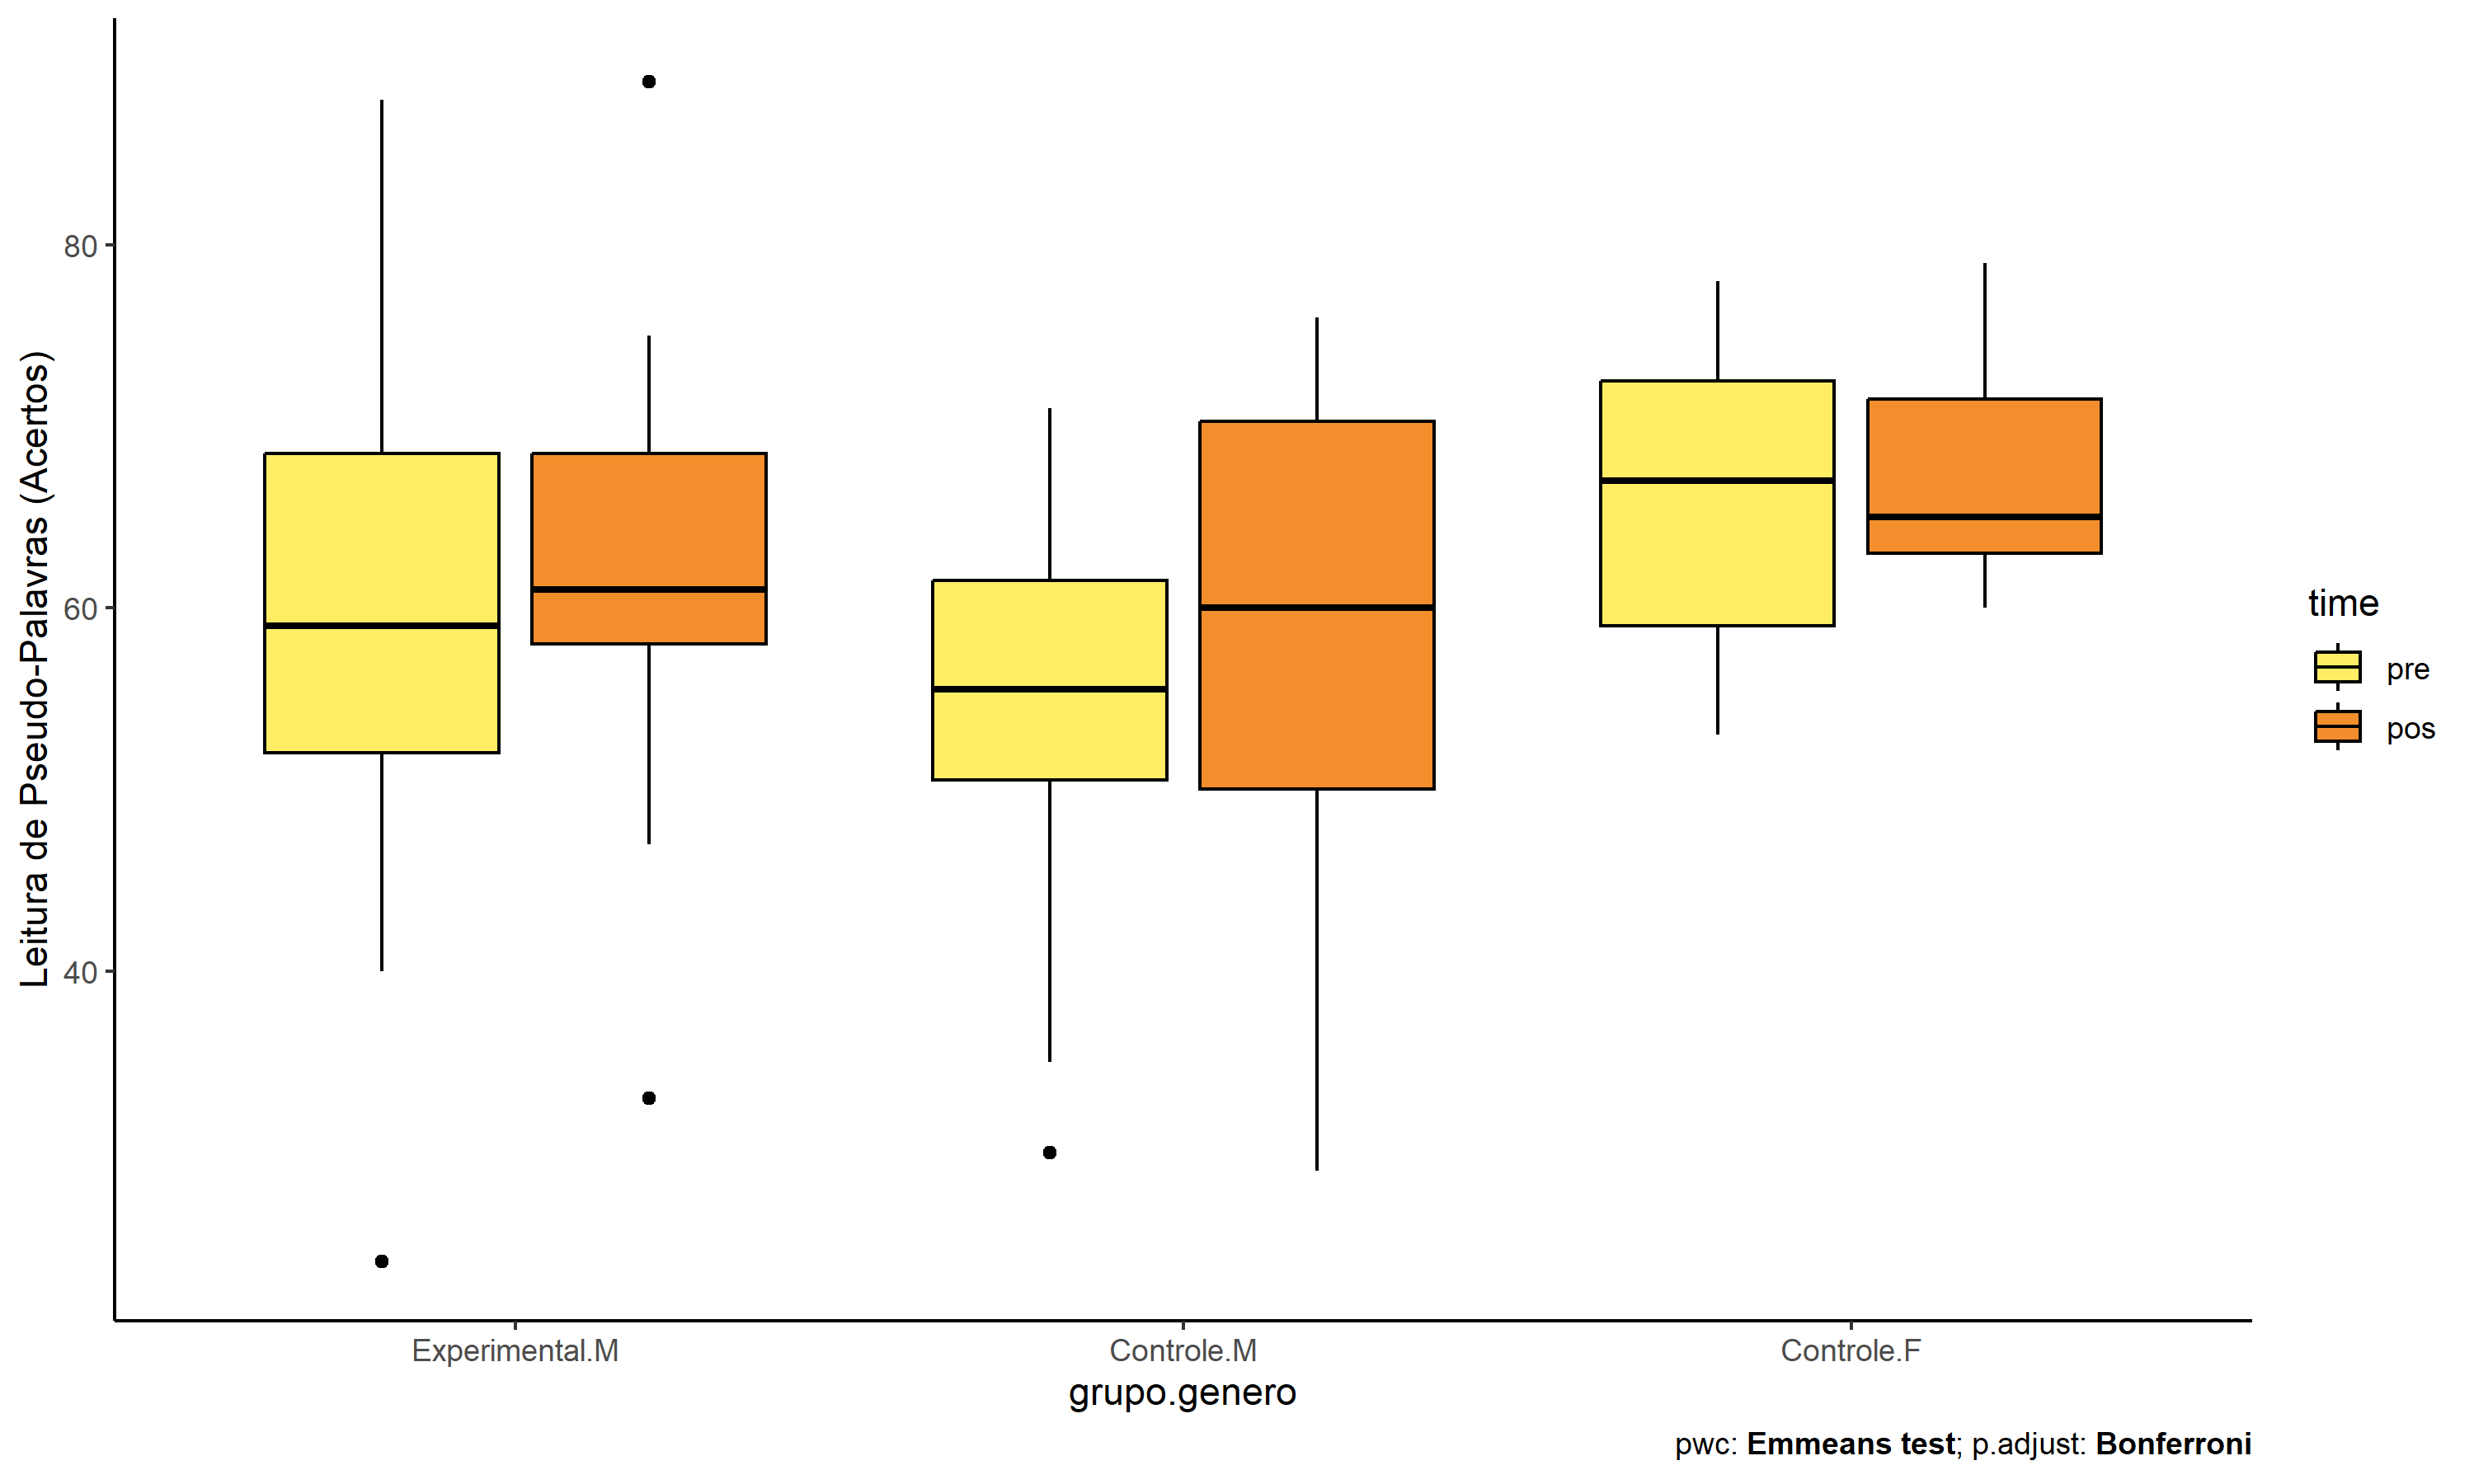 Leitura de Pseudo-Palavras (Acertos)
80
60
40
Experimental.M
Controle.M
Controle.F
grupo.genero
time
pre
pos
pwc: Emmeans test; p.adjust: Bonferroni